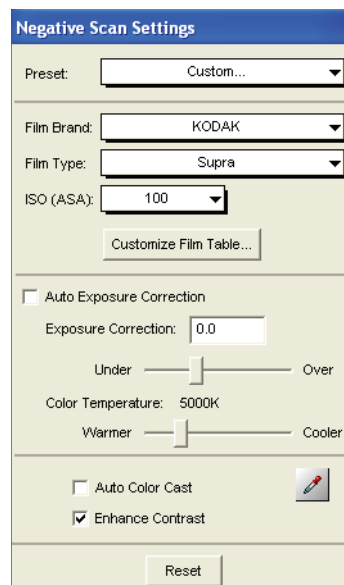 Negative Scan Settings
Preset: Custom...
Film Brand: KODAK
Film Type: Supra
ISO (ASA): 100
Customize Film Table...
Auto Exposure Correction
Exposure Correction: 0.0
Under Over
Color Temperature: 5000K
Warmer Cooler
Auto Color Cast
Enhance Contrast
Reset